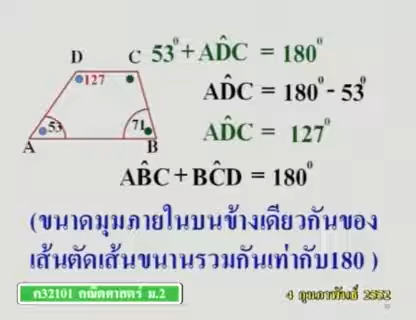 D C 53° + AD̂C = 180°
127
AD̂C = 180° - 53°
53 71 AD̂C = 127°
A B
AB̂C + BĈD = 180°
(ขนาดมุมภายในบนข้างเดียวกันของ
เส้นตัดเส้นขนานรวมกันเท่ากับ180 )
ค32101 คณิตศาสตร์ ม.2 4 กุมภาพันธ์ 2552